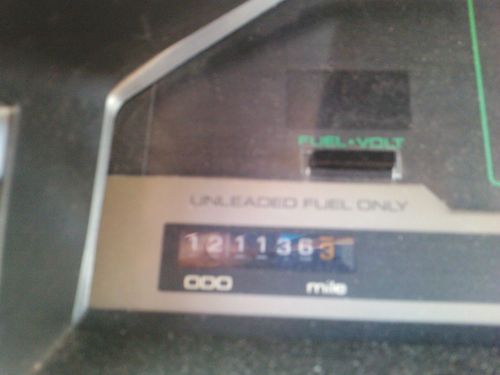 FUEL•VOLT
UNLEADED FUEL ONLY
1211363
ODO mile